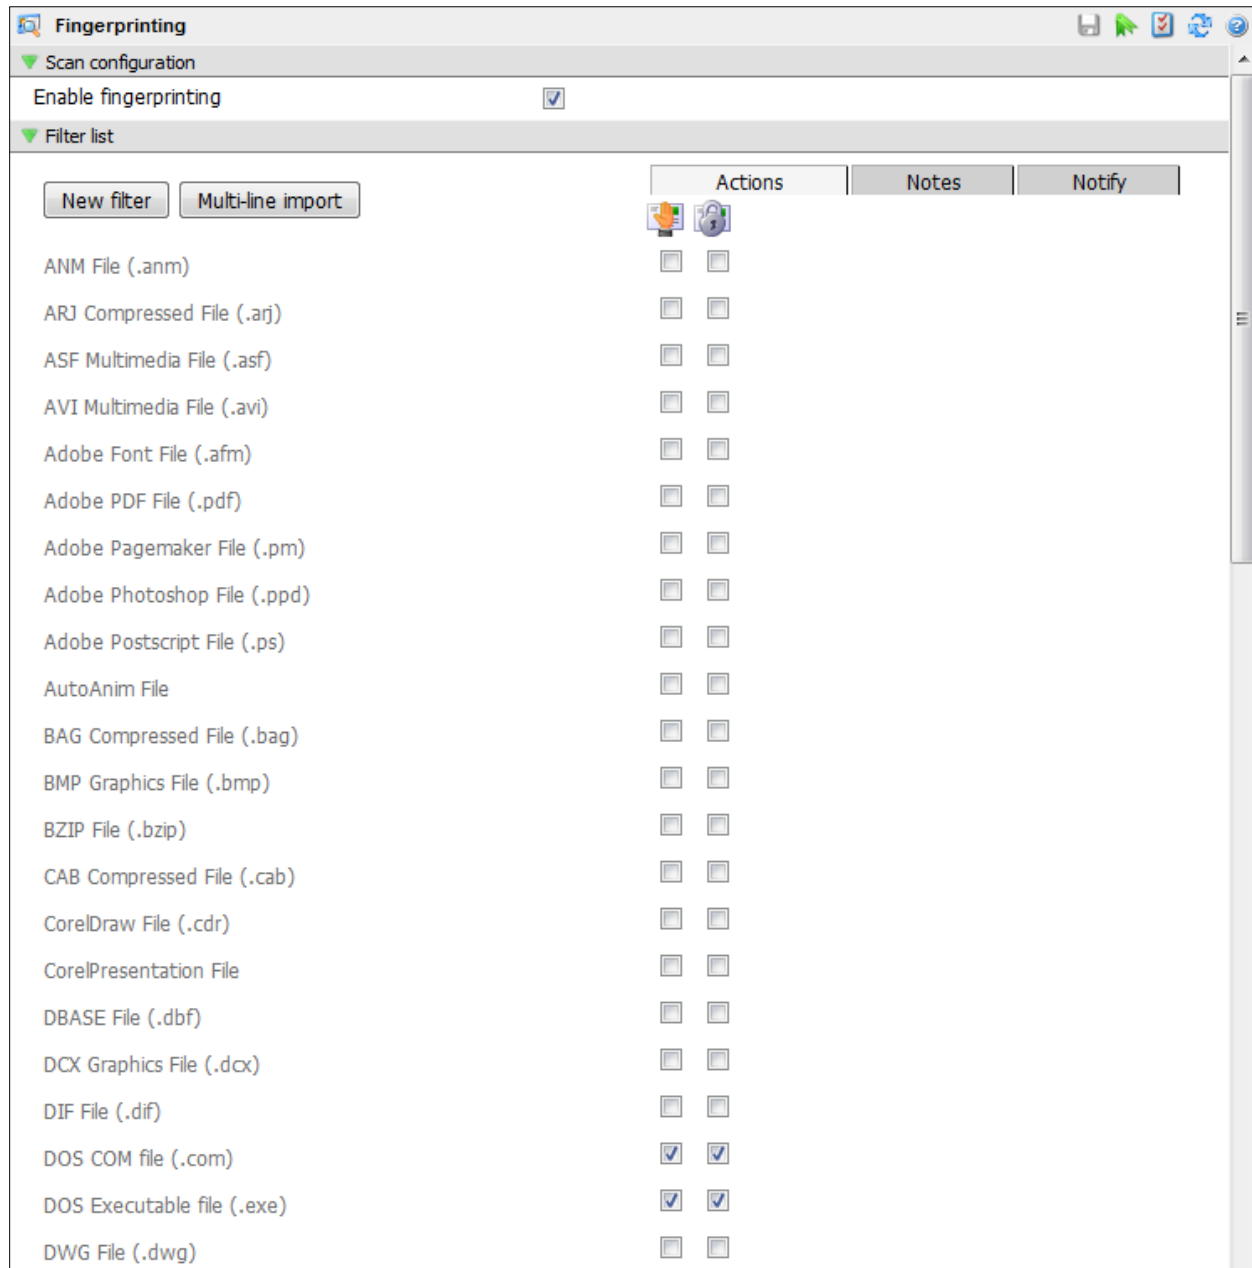 Fingerprinting
Scan configuration
Enable fingerprinting
Filter list
New filter Multi-line import Actions Notes Notify
ANM File (.anm)
ARJ Compressed File (.arj)
ASF Multimedia File (.asf)
AVI Multimedia File (.avi)
Adobe Font File (.afm)
Adobe PDF File (.pdf)
Adobe Pagemaker File (.pm)
Adobe Photoshop File (.ppd)
Adobe Postscript File (.ps)
AutoAnim File
BAG Compressed File (.bag)
BMP Graphics File (.bmp)
BZIP File (.bzip)
CAB Compressed File (.cab)
CorelDraw File (.cdr)
CorelPresentation File
DBASE File (.dbf)
DCX Graphics File (.dcx)
DIF File (.dif)
DOS COM file (.com)
DOS Executable file (.exe)
DWG File (.dwg)